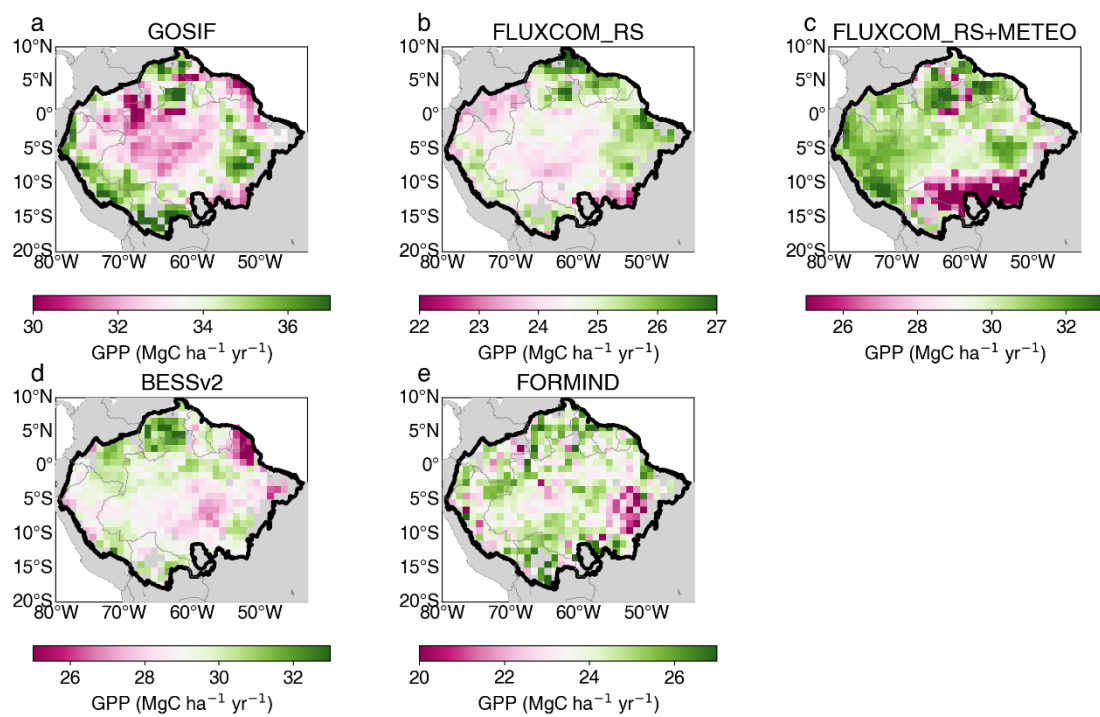 a GOSIF
10°N
5°N
0°
5°S
10°S
15°S
20°S
80°W 70°W 60°W 50°W
30 32 34 36
GPP (MgC ha⁻¹ yr⁻¹)
b FLUXCOM_RS
10°N
5°N
0°
5°S
10°S
15°S
20°S
80°W 70°W 60°W 50°W
22 23 24 25 26 27
GPP (MgC ha⁻¹ yr⁻¹)
c FLUXCOM_RS+METEO
10°N
5°N
0°
5°S
10°S
15°S
20°S
80°W 70°W 60°W 50°W
26 28 30 32
GPP (MgC ha⁻¹ yr⁻¹)
d BESSv2
10°N
5°N
0°
5°S
10°S
15°S
20°S
80°W 70°W 60°W 50°W
26 28 30 32
GPP (MgC ha⁻¹ yr⁻¹)
e FORMIND
10°N
5°N
0°
5°S
10°S
15°S
20°S
80°W 70°W 60°W 50°W
20 22 24 26
GPP (MgC ha⁻¹ yr⁻¹)